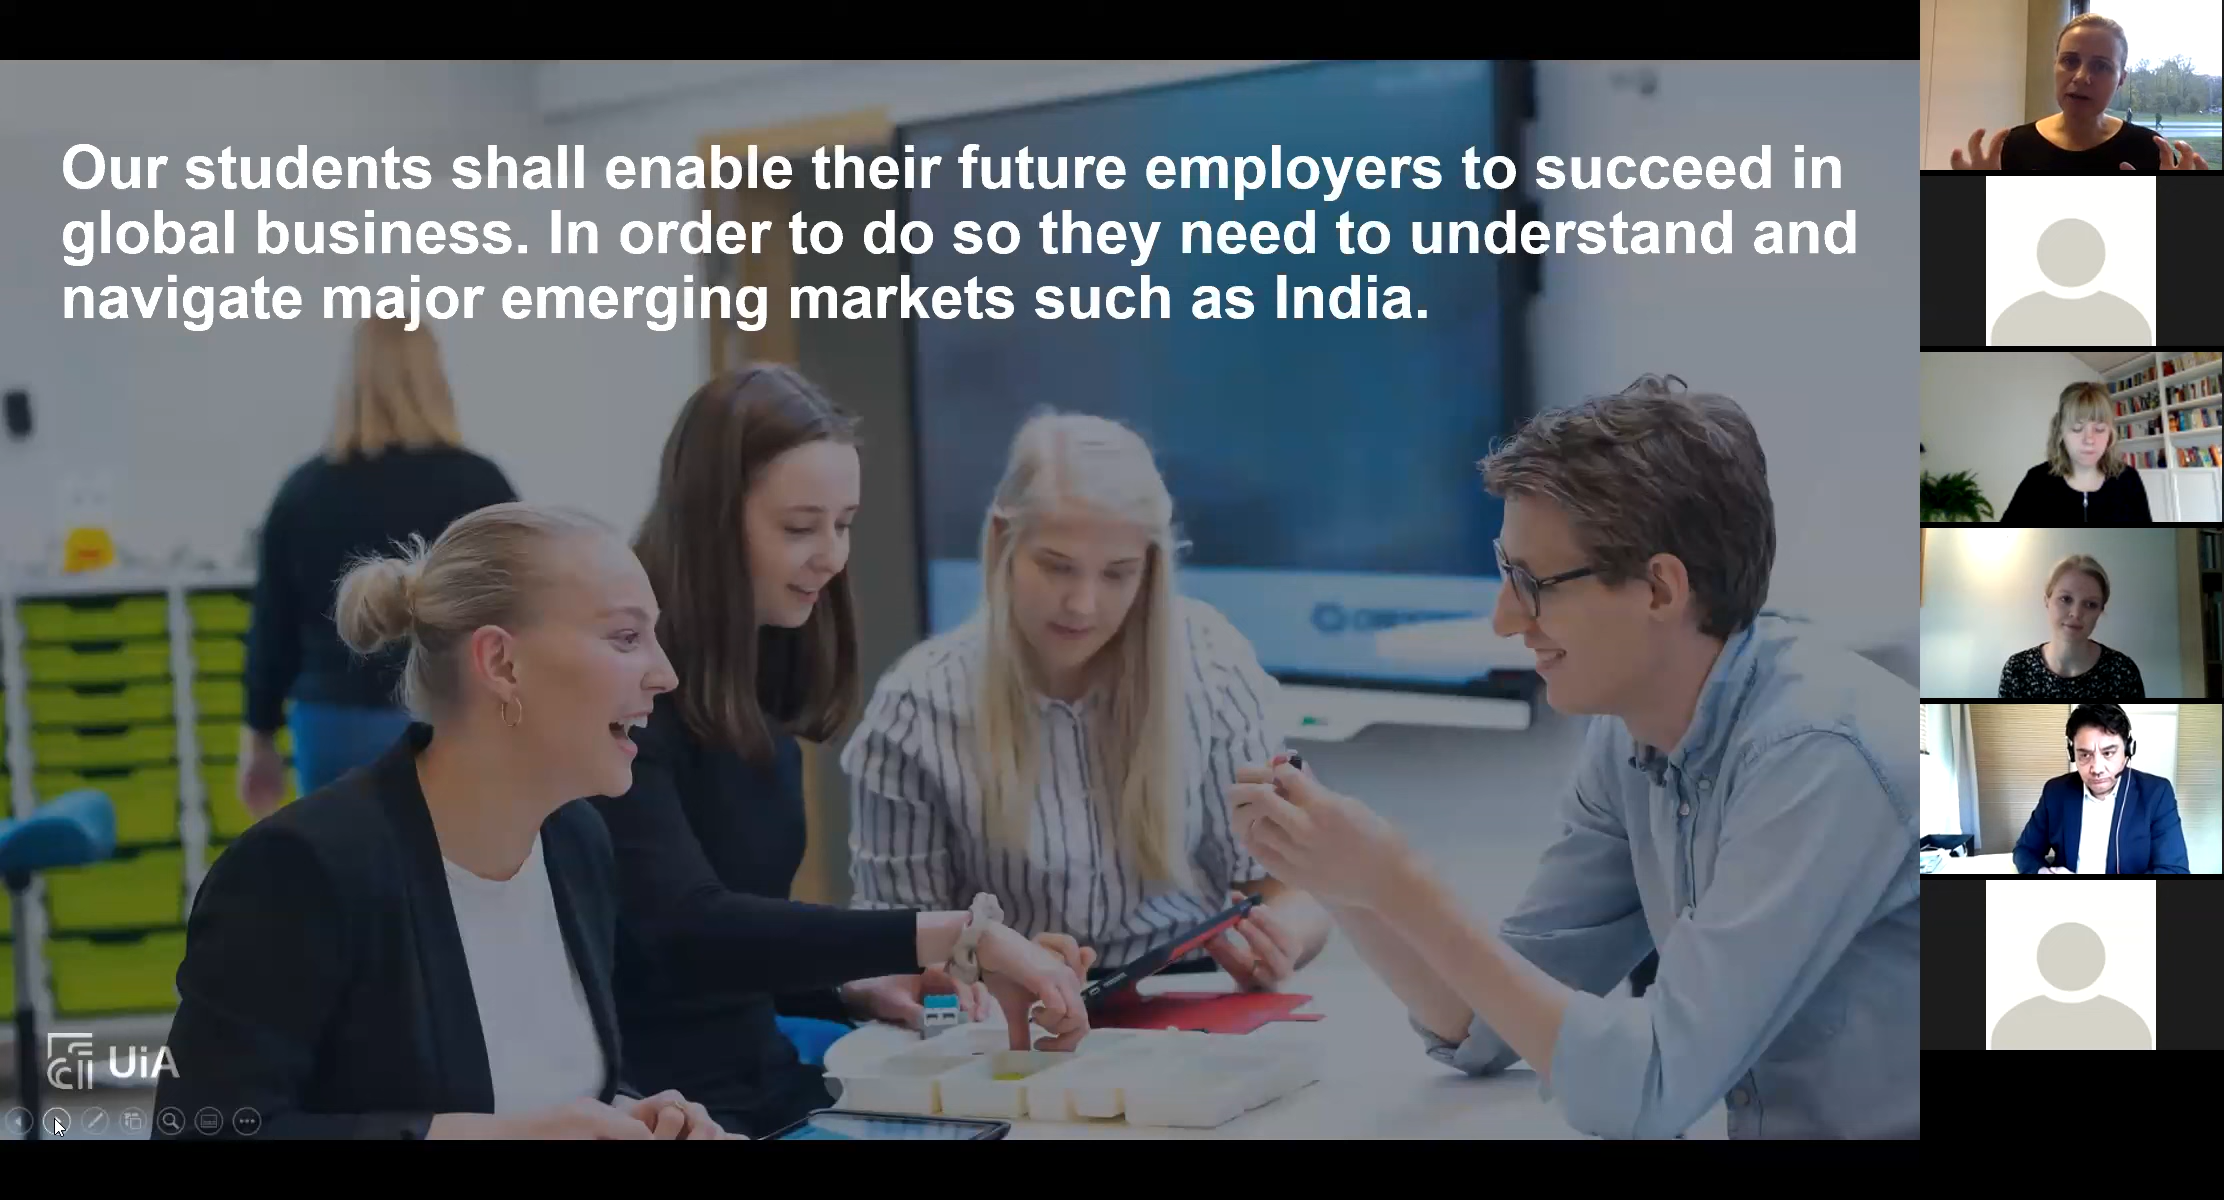 Our students shall enable their future employers to succeed in
global business. In order to do so they need to understand and
navigate major emerging markets such as India.
UiA